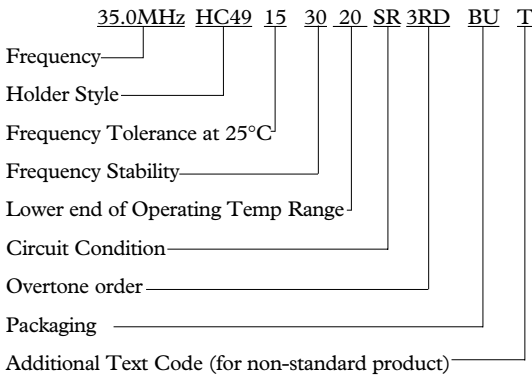 35.0MHz HC49 15 30 20 SR 3RD BU T
Frequency
Holder Style
Frequency Tolerance at 25°C
Frequency Stability
Lower end of Operating Temp Range
Circuit Condition
Overtone order
Packaging
Additional Text Code (for non-standard product)